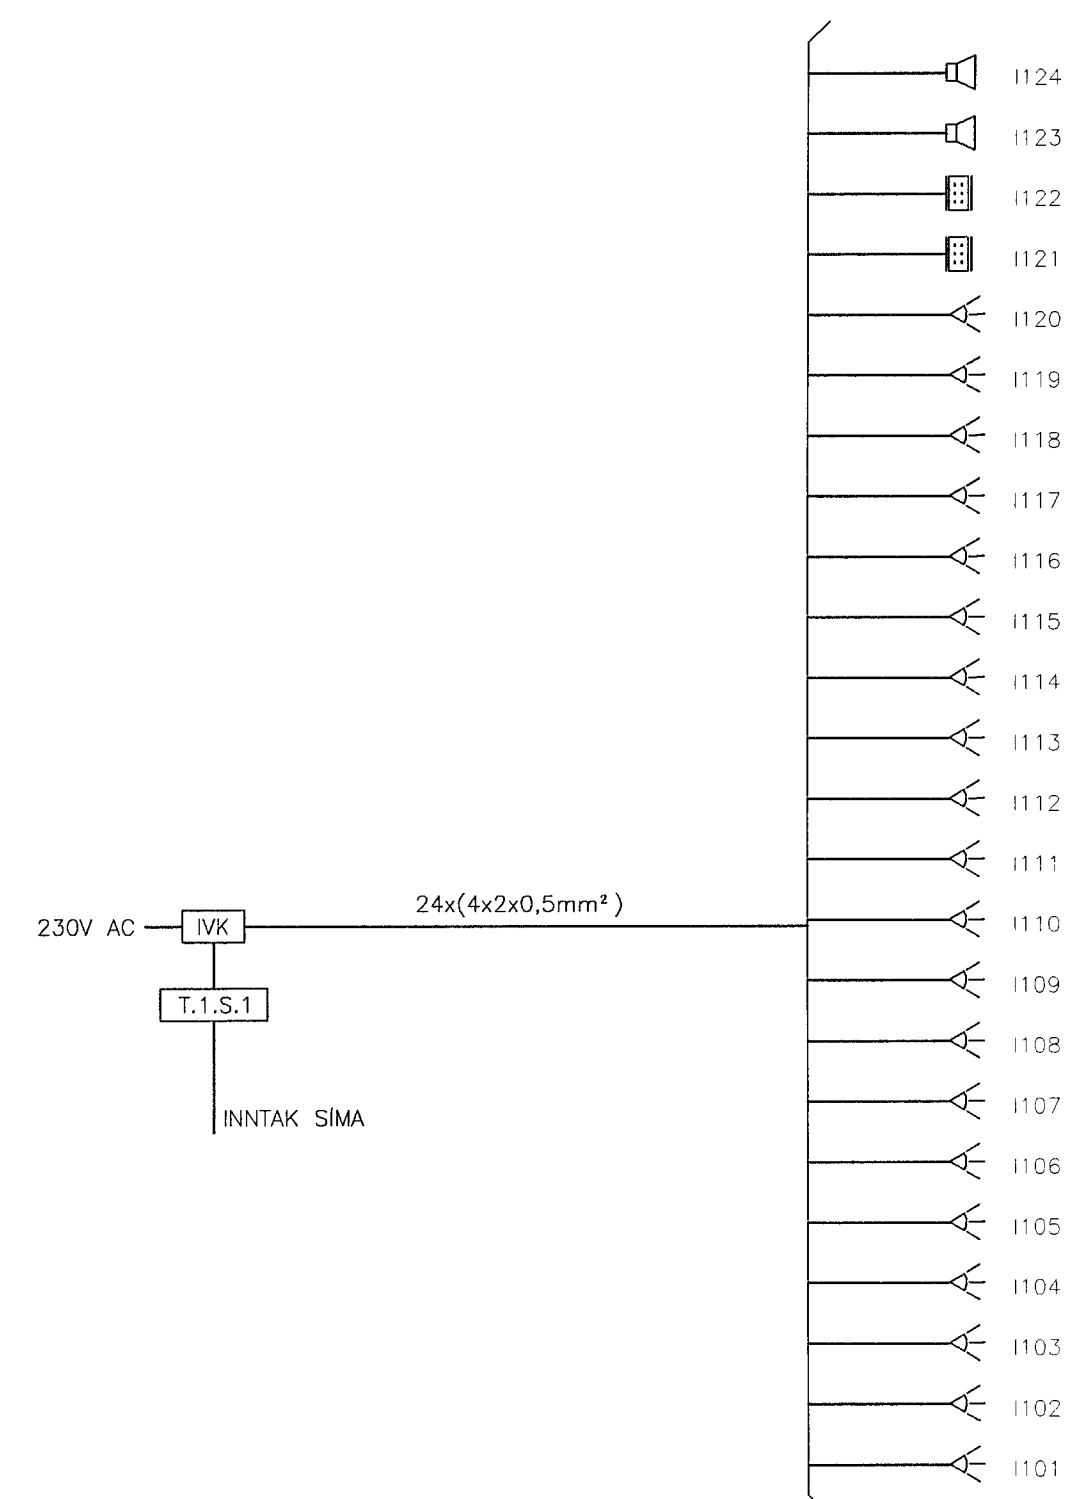 I124
I123
I122
I121
I120
I119
I118
I117
I116
I115
I114
I113
I112
I111
24x(4x2x0,5mm²)
230V AC
IVK
I110
I109
T.1.S.1
I108
I107
INNTAK SÍMA
I106
I105
I104
I103
I102
I101